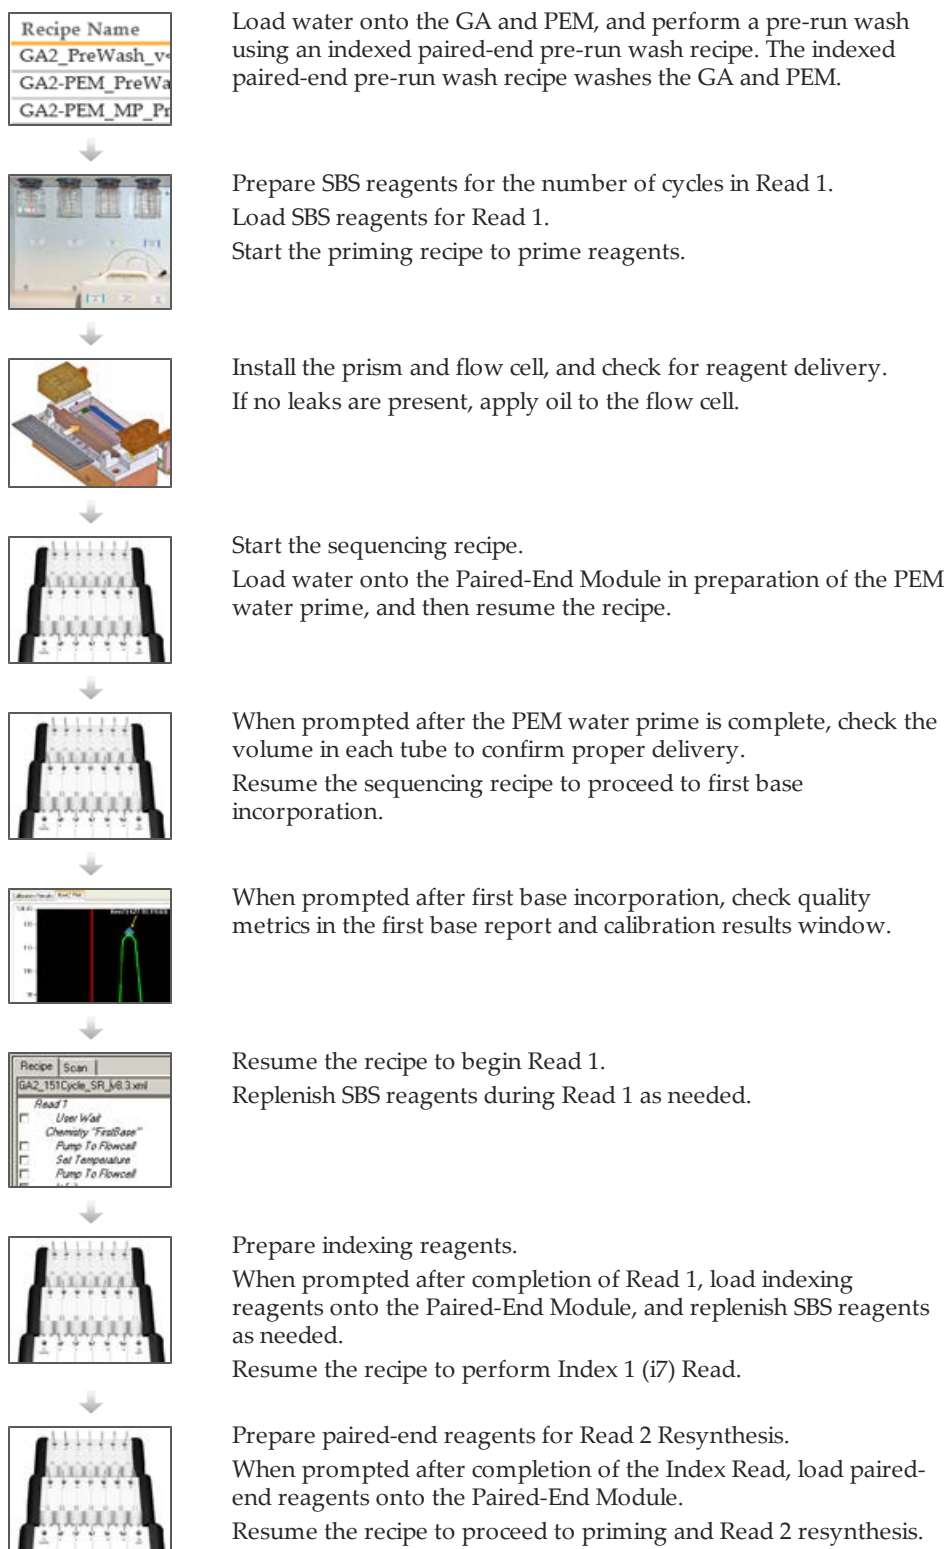 Recipe Name
GA2_PreWash_v
GA2-PEM_PreWa
GA2-PEM_MP_Pr
Load water onto the GA and PEM, and perform a pre-run wash
using an indexed paired-end pre-run wash recipe. The indexed
paired-end pre-run wash recipe washes the GA and PEM.
Prepare SBS reagents for the number of cycles in Read 1.
Load SBS reagents for Read 1.
Start the priming recipe to prime reagents.
Install the prism and flow cell, and check for reagent delivery.
If no leaks are present, apply oil to the flow cell.
Start the sequencing recipe.
Load water onto the Paired-End Module in preparation of the PEM
water prime, and then resume the recipe.
When prompted after the PEM water prime is complete, check the
volume in each tube to confirm proper delivery.
Resume the sequencing recipe to proceed to first base
incorporation.
When prompted after first base incorporation, check quality
metrics in the first base report and calibration results window.
Recipe Scan
GA2_151Cycle_SR_v8.3.xml
Read 1
User Wait
Chemistry "FirstBase"
Pump To Flowcell
Set Temperature
Pump To Flowcell
Resume the recipe to begin Read 1.
Replenish SBS reagents during Read 1 as needed.
Prepare indexing reagents.
When prompted after completion of Read 1, load indexing
reagents onto the Paired-End Module, and replenish SBS reagents
as needed.
Resume the recipe to perform Index 1 (i7) Read.
Prepare paired-end reagents for Read 2 Resynthesis.
When prompted after completion of the Index Read, load paired-
end reagents onto the Paired-End Module.
Resume the recipe to proceed to priming and Read 2 resynthesis.